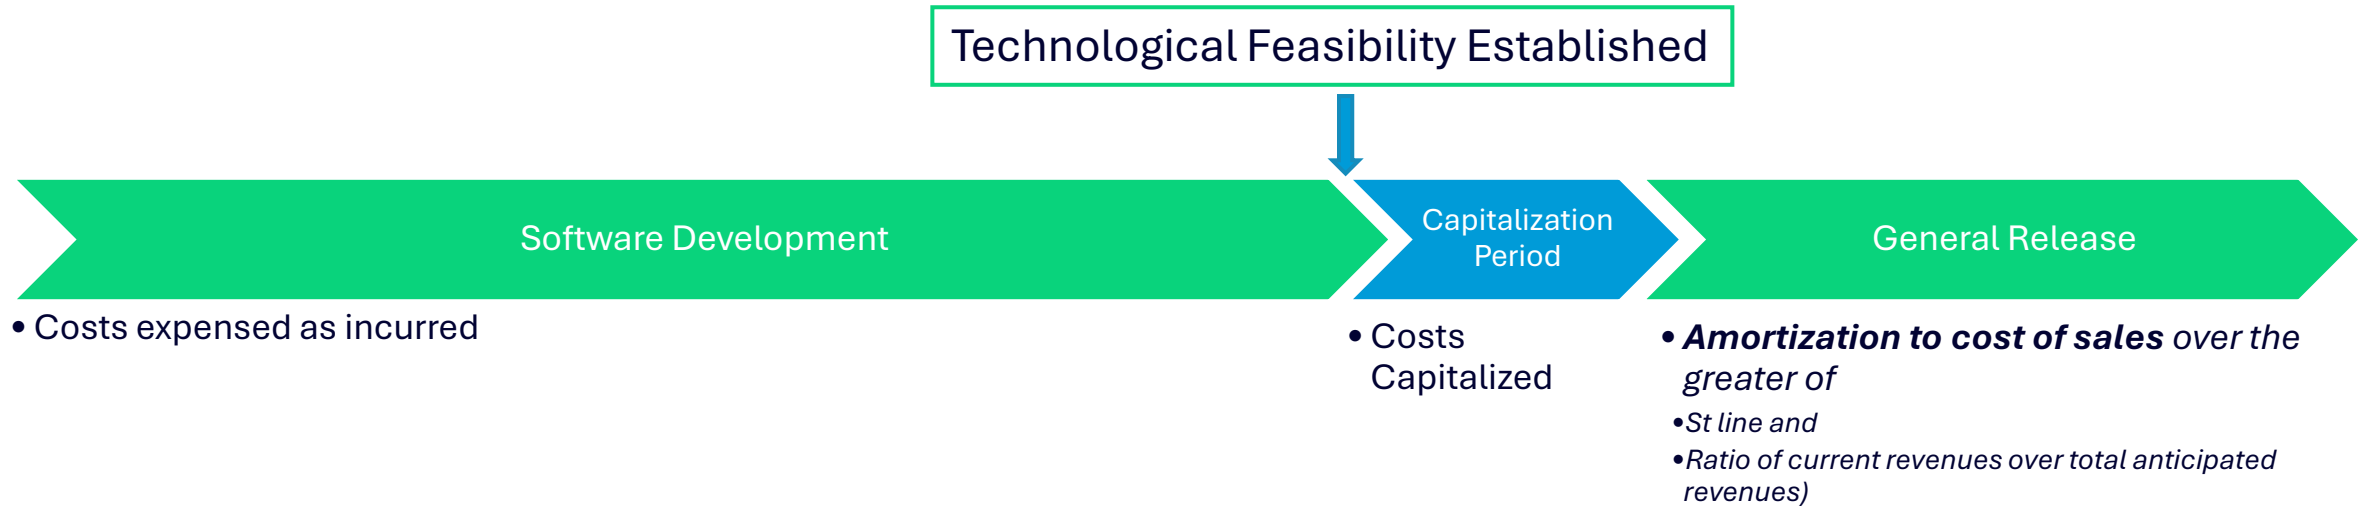 Technological Feasibility Established
Software Development
Capitalization
Period
General Release
• Costs expensed as incurred
• Costs
Capitalized
• Amortization to cost of sales over the
greater of
•St line and
•Ratio of current revenues over total anticipated
revenues)